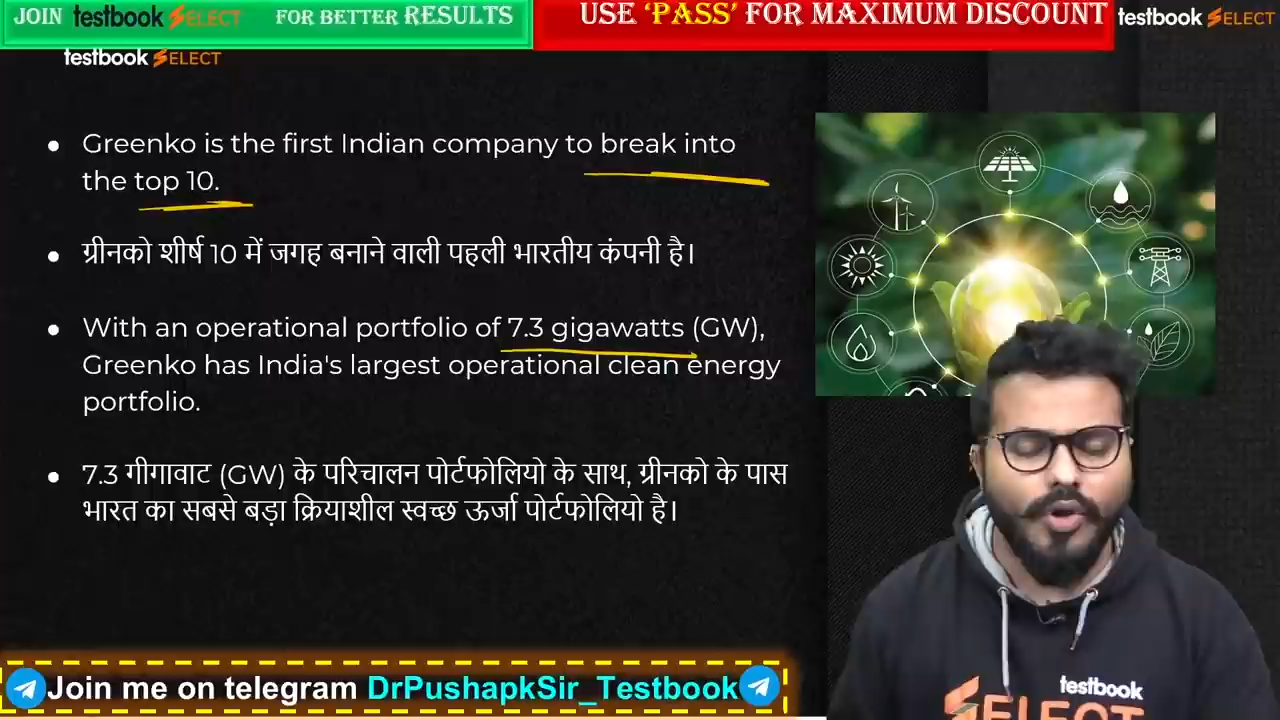 JOIN testbook SELECT FOR BETTER RESULTS
USE ‘PASS’ FOR MAXIMUM DISCOUNT
testbook SELECT
testbook SELECT
• Greenko is the first Indian company to break into
the top 10.
• ग्रीनको शीर्ष 10 में जगह बनाने वाली पहली भारतीय कंपनी है।
• With an operational portfolio of 7.3 gigawatts (GW),
Greenko has India's largest operational clean energy
portfolio.
• 7.3 गीगावाट (GW) के परिचालन पोर्टफोलियो के साथ, ग्रीनको के पास
भारत का सबसे बड़ा क्रियाशील स्वच्छ ऊर्जा पोर्टफोलियो है।
testbook
SELECT
Join me on telegram DrPushapkSir_Testbook